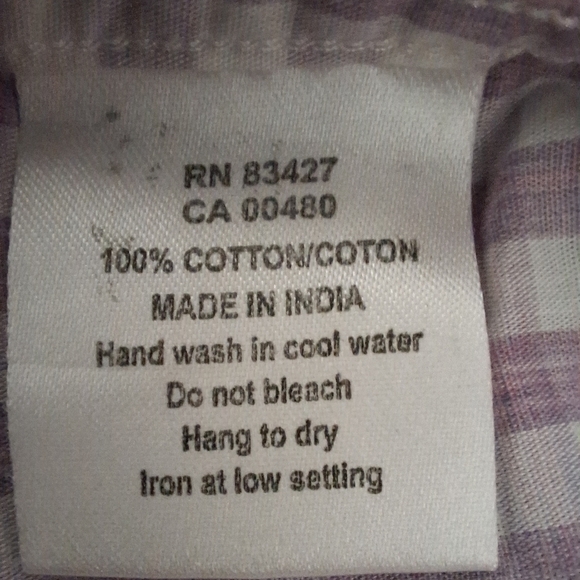 RN 83427
CA 00480
100% COTTON/COTON
MADE IN INDIA
Hand wash in cool water
Do not bleach
Hang to dry
Iron at low setting